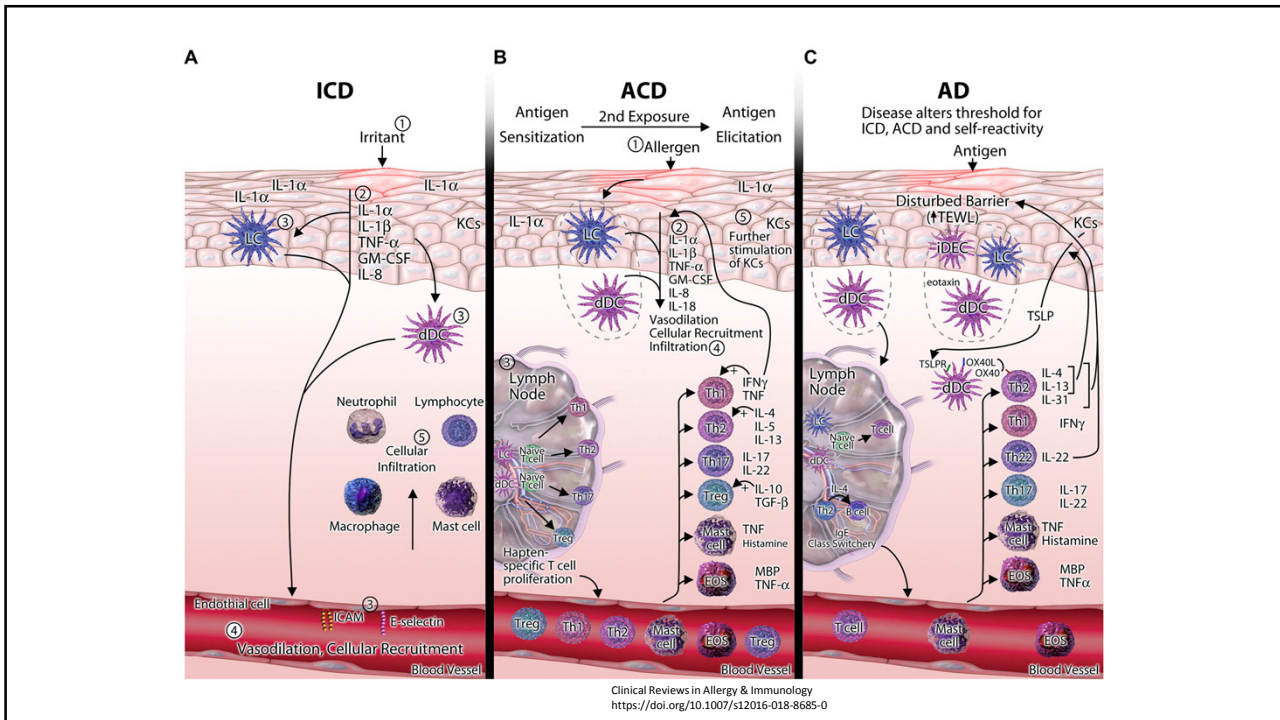 A
ICD
Irritant ①
IL-1α
IL-1α
IL-1α
②
IL-1α
IL-1β
TNF-α
GM-CSF
IL-8
KCs
LC
③
dDC
③
Neutrophil
Lymphocyte
⑤
Cellular
Infiltration
Macrophage
Mast cell
Endothial cell
ICAM
③
E-selectin
④
Vasodilation, Cellular Recruitment
Blood Vessel
B
ACD
Antigen
Sensitization
2nd Exposure
Antigen
Elicitation
① Allergen
IL-1α
IL-1α
KCs
LC
dDC
②
IL-1α
IL-1β
TNF-α
GM-CSF
IL-8
IL-18
⑤
Further
stimulation
of KCs
Vasodilation
Cellular Recruitment
Infiltration ④
③ Lymph
Node
Th1
LC
Naive
T cell
Th2
dDC
Naive
T cell
Th17
Treg
Hapten-
specific T cell
proliferation
Th1
+
IFNγ
TNF
Th2
+
IL-4
IL-5
IL-13
Th17
IL-17
IL-22
Treg
+
IL-10
TGF-β
Mast
cell
TNF
Histamine
EOS
MBP
TNF-α
Treg
Th1
Th2
Mast
cell
EOS
Treg
Blood Vessel
C
AD
Disease alters threshold for
ICD, ACD and self-reactivity
Antigen
Disturbed Barrier
(↑TEWL)
KCs
LC
iDEC
LC
dDC
eotaxin
dDC
TSLP
Lymph
Node
TSLPR
dDC
OX40L
OX40
Th2
IL-4
IL-13
IL-31
Th1
IFNγ
Th22
IL-22
Th17
IL-17
IL-22
Mast
cell
TNF
Histamine
EOS
MBP
TNFα
LC
Naive
T cell
T cell
dDC
IL-4
Th2
B cell
IgE
Class Switchery
T cell
Mast
cell
EOS
Blood Vessel
Clinical Reviews in Allergy & Immunology
https://doi.org/10.1007/s12016-018-8685-0